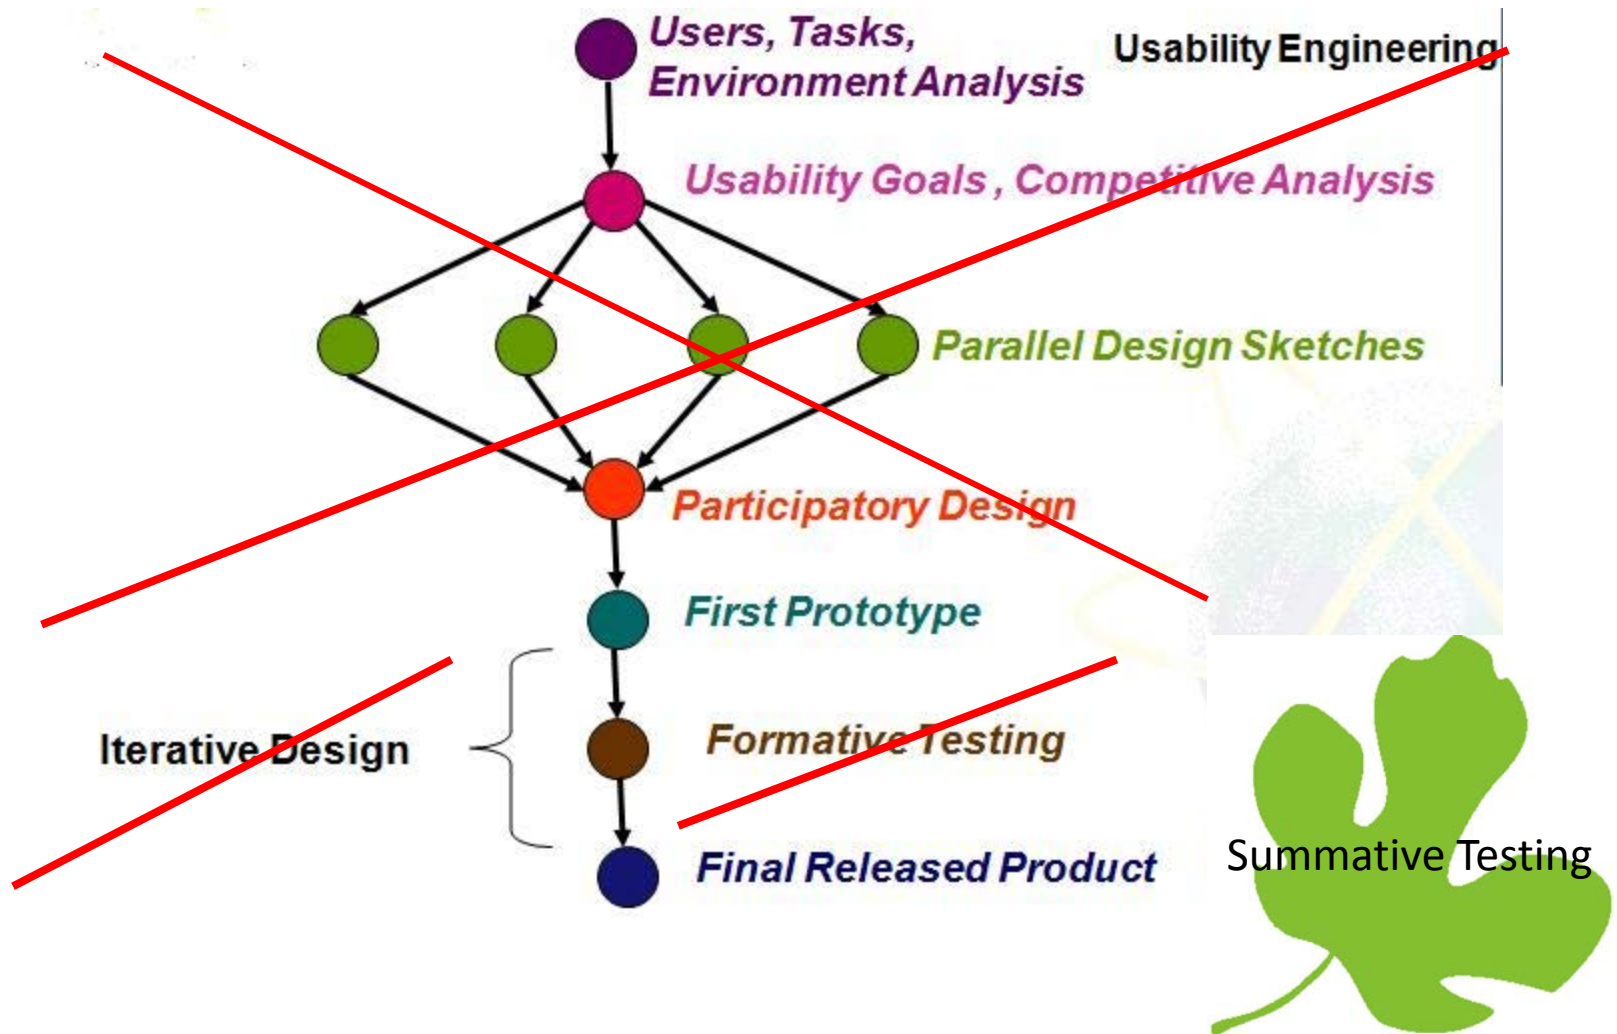 Users, Tasks,
Environment Analysis
Usability Engineering
Usability Goals , Competitive Analysis
Parallel Design Sketches
Participatory Design
First Prototype
Iterative Design
Formative Testing
Final Released Product
Summative Testing